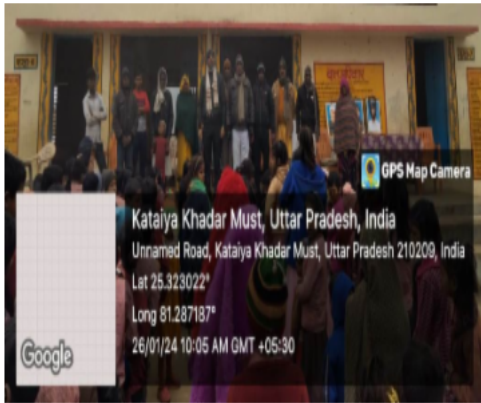 GPS Map Camera
Kataiya Khadar Must, Uttar Pradesh, India
Unnamed Road, Kataiya Khadar Must, Uttar Pradesh 210209, India
Lat 25.323022°
Long 81.287187°
26/01/24 10:05 AM GMT +05:30
Google